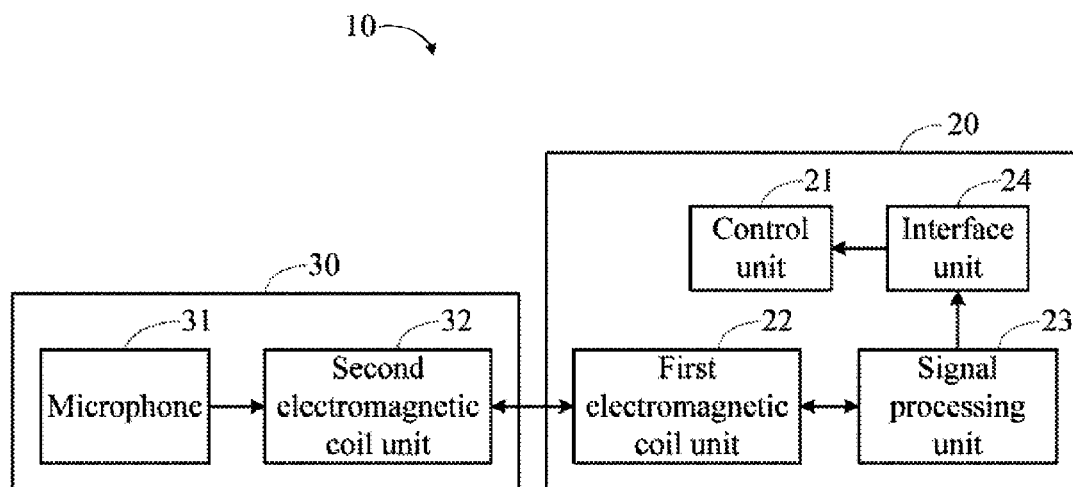 10
20
21
24
Control
unit
Interface
unit
30
31
32
22
23
Microphone
Second
electromagnetic
coil unit
First
electromagnetic
coil unit
Signal
processing
unit